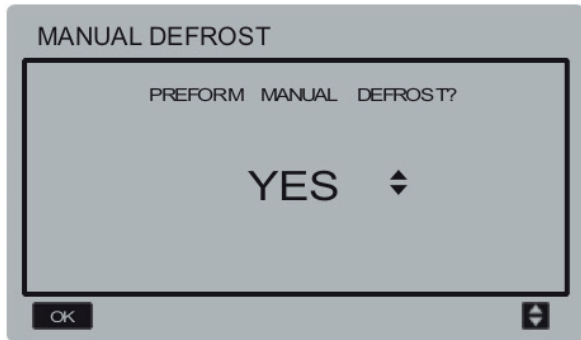 MANUAL DEFROST
PREFORM MANUAL DEFROST?
YES
OK